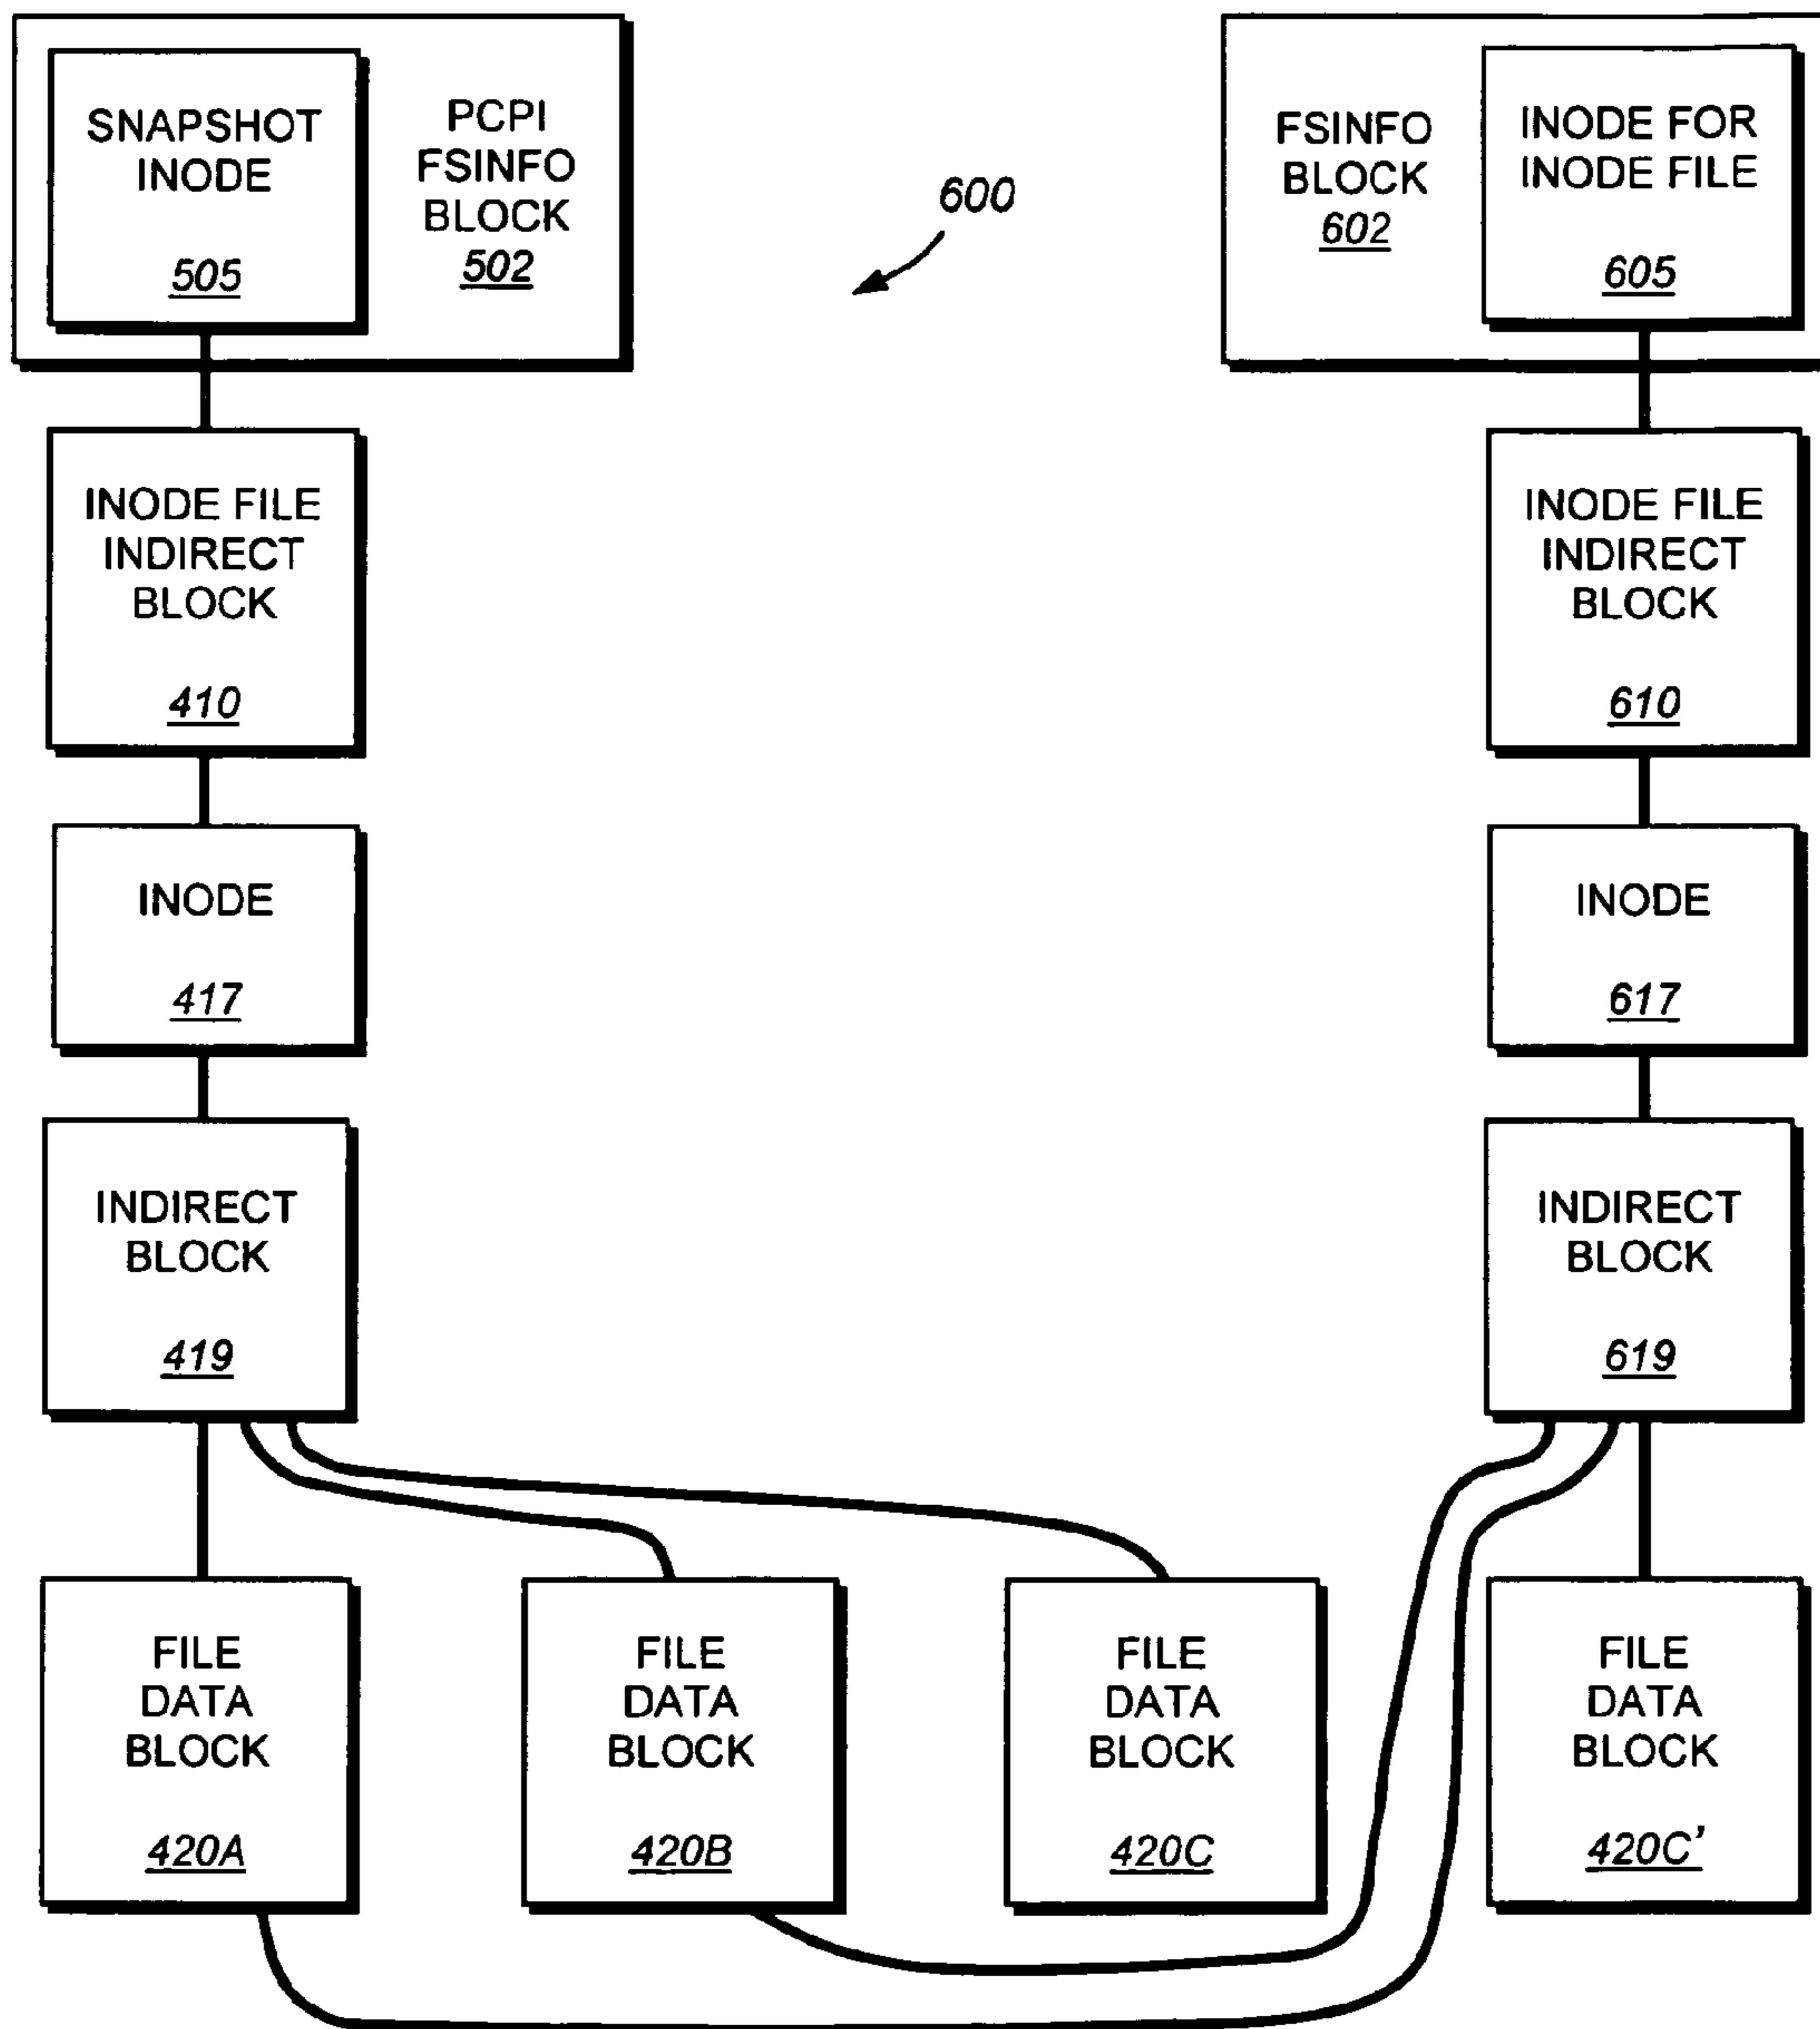 SNAPSHOT
INODE
505
PCPI
FSINFO
BLOCK
502
600
FSINFO
BLOCK
602
INODE FOR
INODE FILE
605
INODE FILE
INDIRECT
BLOCK
410
INODE FILE
INDIRECT
BLOCK
610
INODE
417
INODE
617
INDIRECT
BLOCK
419
INDIRECT
BLOCK
619
FILE
DATA
BLOCK
420A
FILE
DATA
BLOCK
420B
FILE
DATA
BLOCK
420C
FILE
DATA
BLOCK
420C'